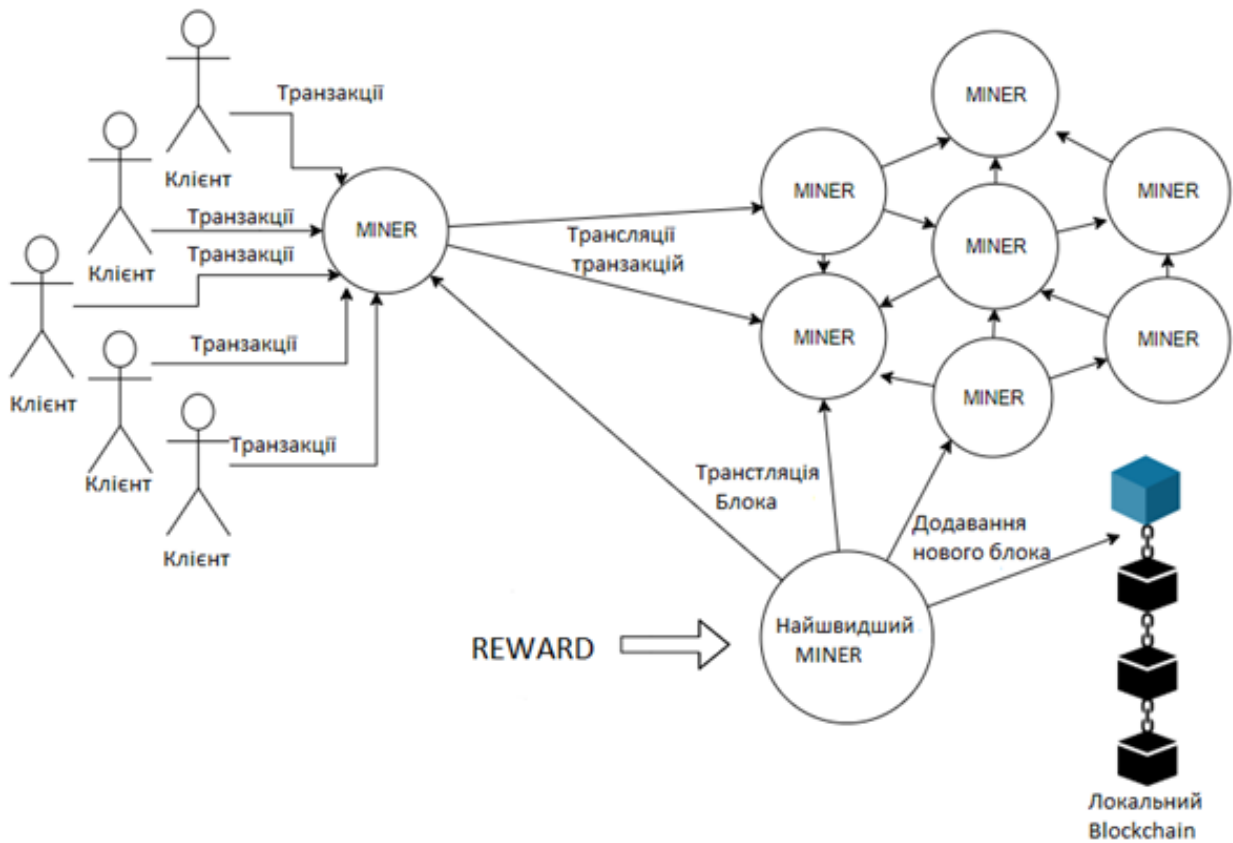 Транзакції
Клієнт
Транзакції
Клієнт
Транзакції
Клієнт
Транзакції
Клієнт
Транзакції
Клієнт
MINER
Трансляції
транзакцій
MINER
MINER
MINER
MINER
MINER
MINER
MINER
Транстляція
Блока
Додавання
нового блока
REWARD
Найшвидший
MINER
Локальний
Blockchain